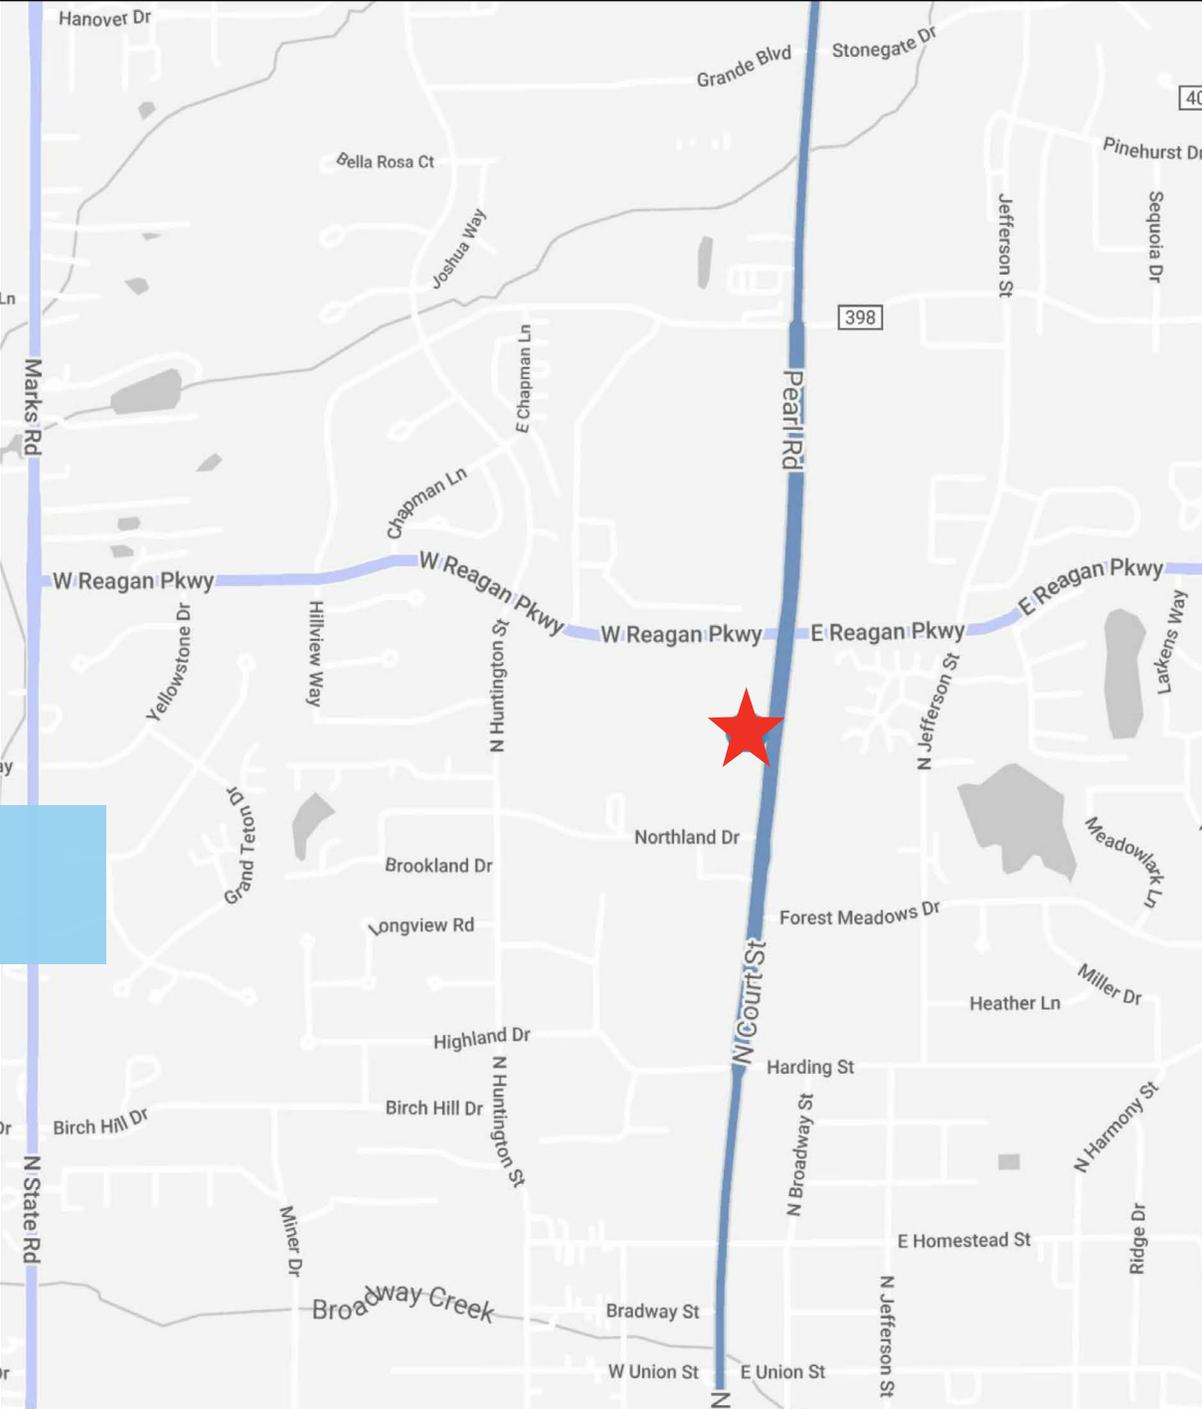 Hanover Dr
Grande Blvd
Stonegate Dr
40
Pinehurst Dr
Bella Rosa Ct
Joshua Way
Jefferson St
Sequoia Dr
Ln
398
E Chapman Ln
Marks Rd
Pearl Rd
Chapman Ln
W Reagan Pkwy
W Reagan Pkwy
W Reagan Pkwy
E Reagan Pkwy
E Reagan Pkwy
Yellowstone Dr
Hillview Way
N Huntington St
N Jefferson St
Larkens Way
ay
Grand Teton Dr
Northland Dr
Brookland Dr
Meadowlark Ln
Longview Rd
Forest Meadows Dr
N Court St
Miller Dr
Heather Ln
Highland Dr
Harding St
N Huntington St
Birch Hill Dr
Birch Hill Dr
Dr
N Broadway St
N Harmony St
N State Rd
Miner Dr
E Homestead St
Ridge Dr
Broadway Creek
Bradway St
N Jefferson St
Dr
W Union St
E Union St
N